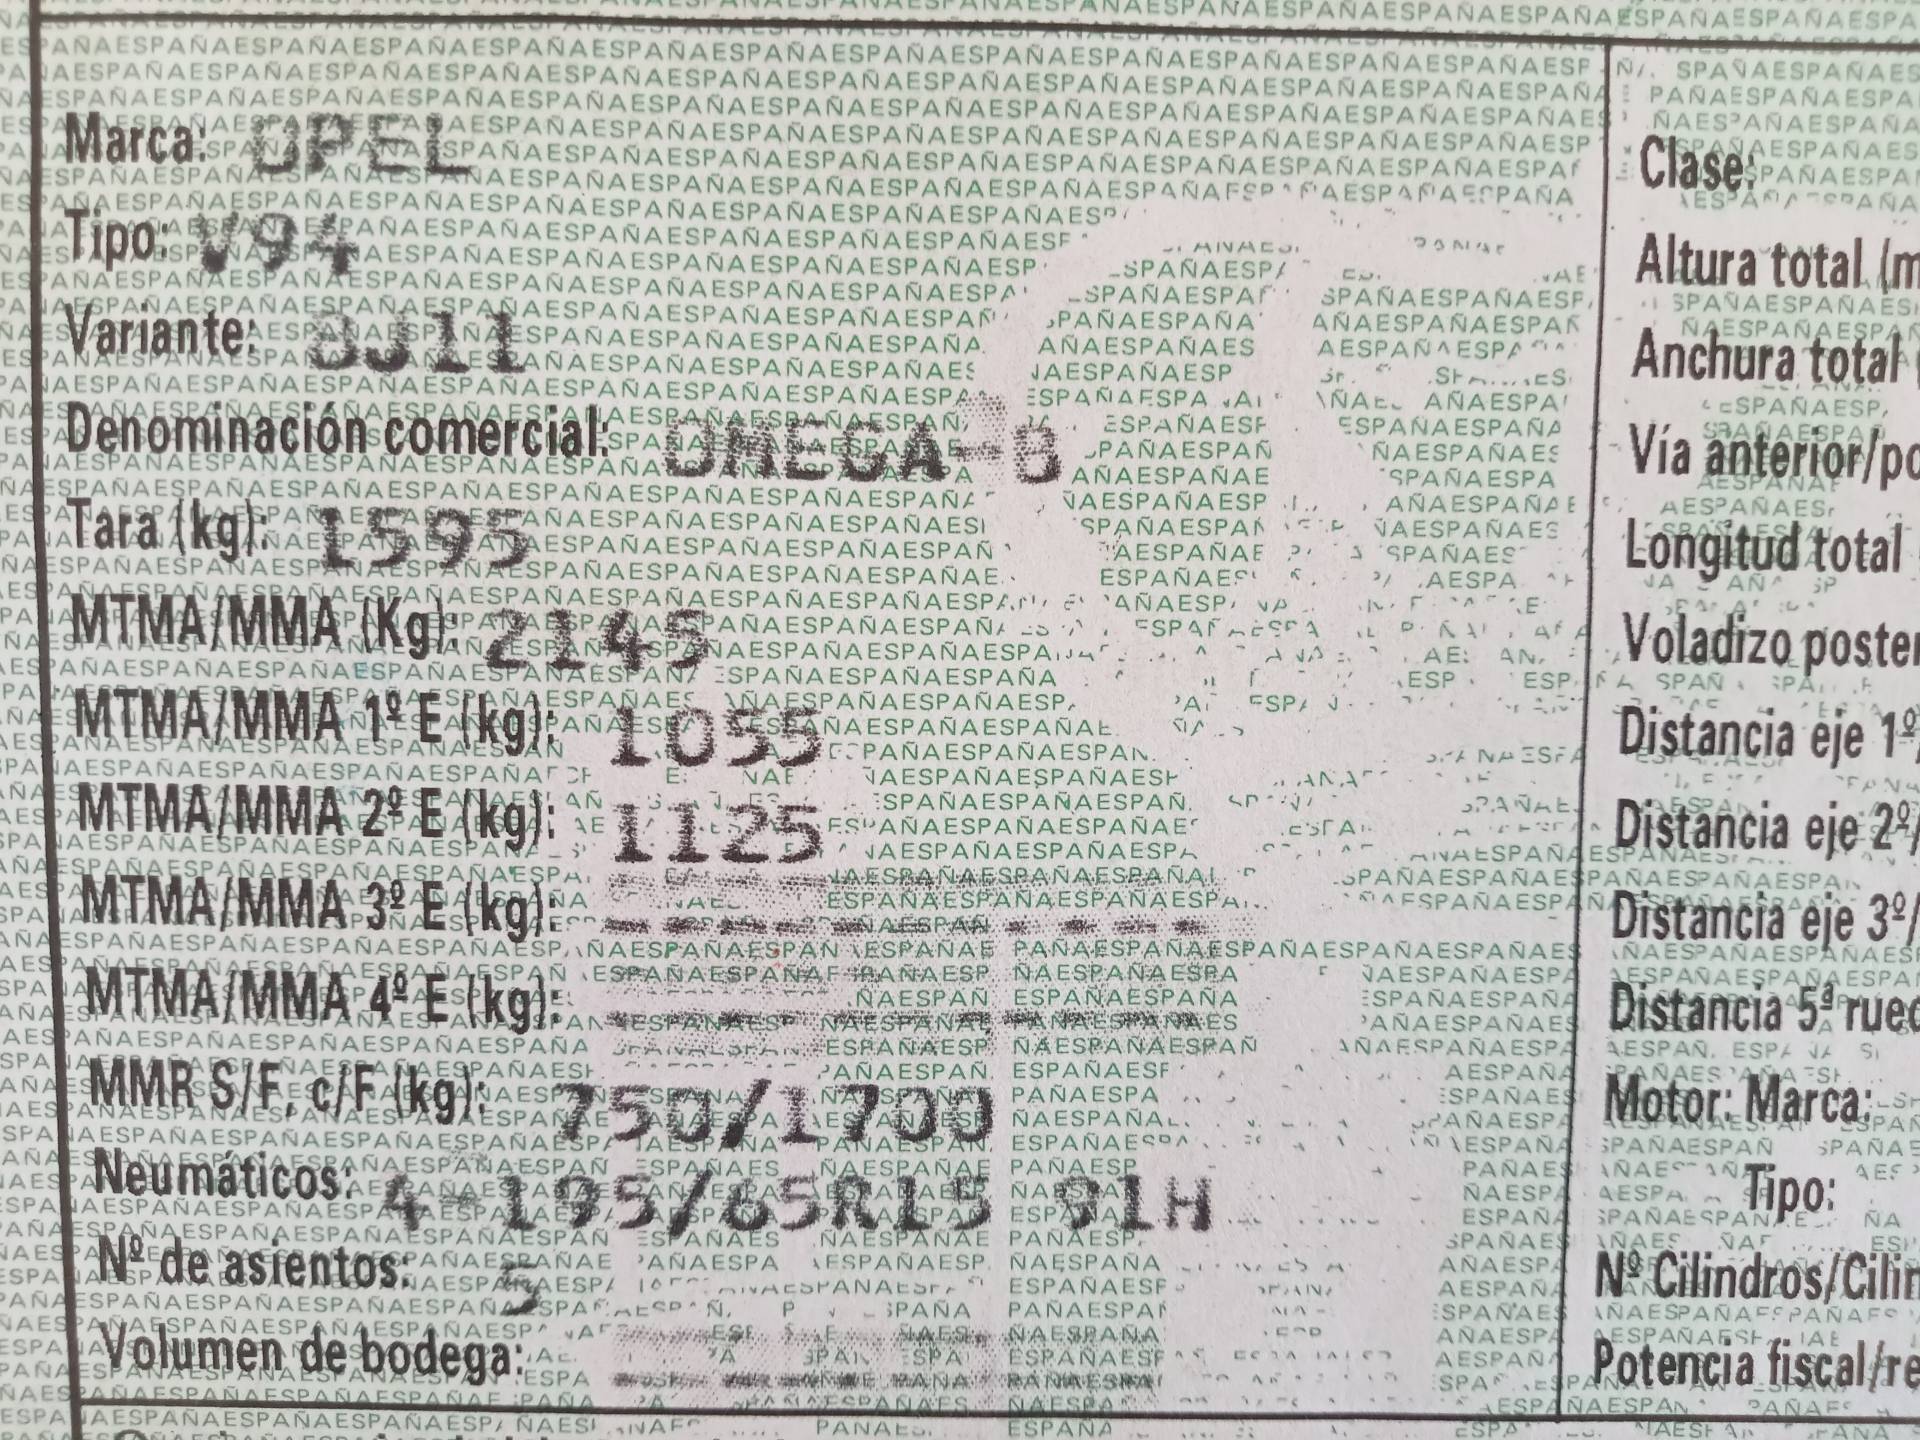 Marca: OPEL
Tipo: V94
Variante: BJ11
Denominación comercial: OMEGA-B
Tara (kg): 1595
MTMA/MMA (Kg): 2145
MTMA/MMA 1º E (kg): 1055
MTMA/MMA 2º E (kg): 1125
MTMA/MMA 3º E (kg): - - - - - - - - -
MTMA/MMA 4º E (kg): - - - - - - - - -
MMR S/F, c/F (kg): 750/1700
Neumáticos: 4-195/65R15 91H
Nº de asientos: 5
Volumen de bodega: - - - - - - - -
Clase:
Altura total (m
Anchura total
Vía anterior/po
Longitud total
Voladizo poster
Distancia eje 1º/
Distancia eje 2º/
Distancia eje 3º/
Distancia 5ª rued
Motor: Marca:
Tipo:
Nº Cilindros/Cilin
Potencia fiscal/re